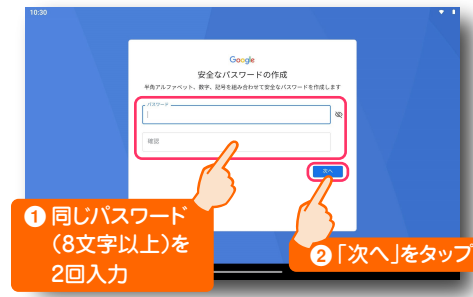 10:30
Google
安全なパスワードの作成
半角アルファベット、数字、記号を組み合わせて安全なパスワードを作成します
パスワード
確認
次へ
1 同じパスワード
（8文字以上）を
2回入力
2 「次へ」をタップ